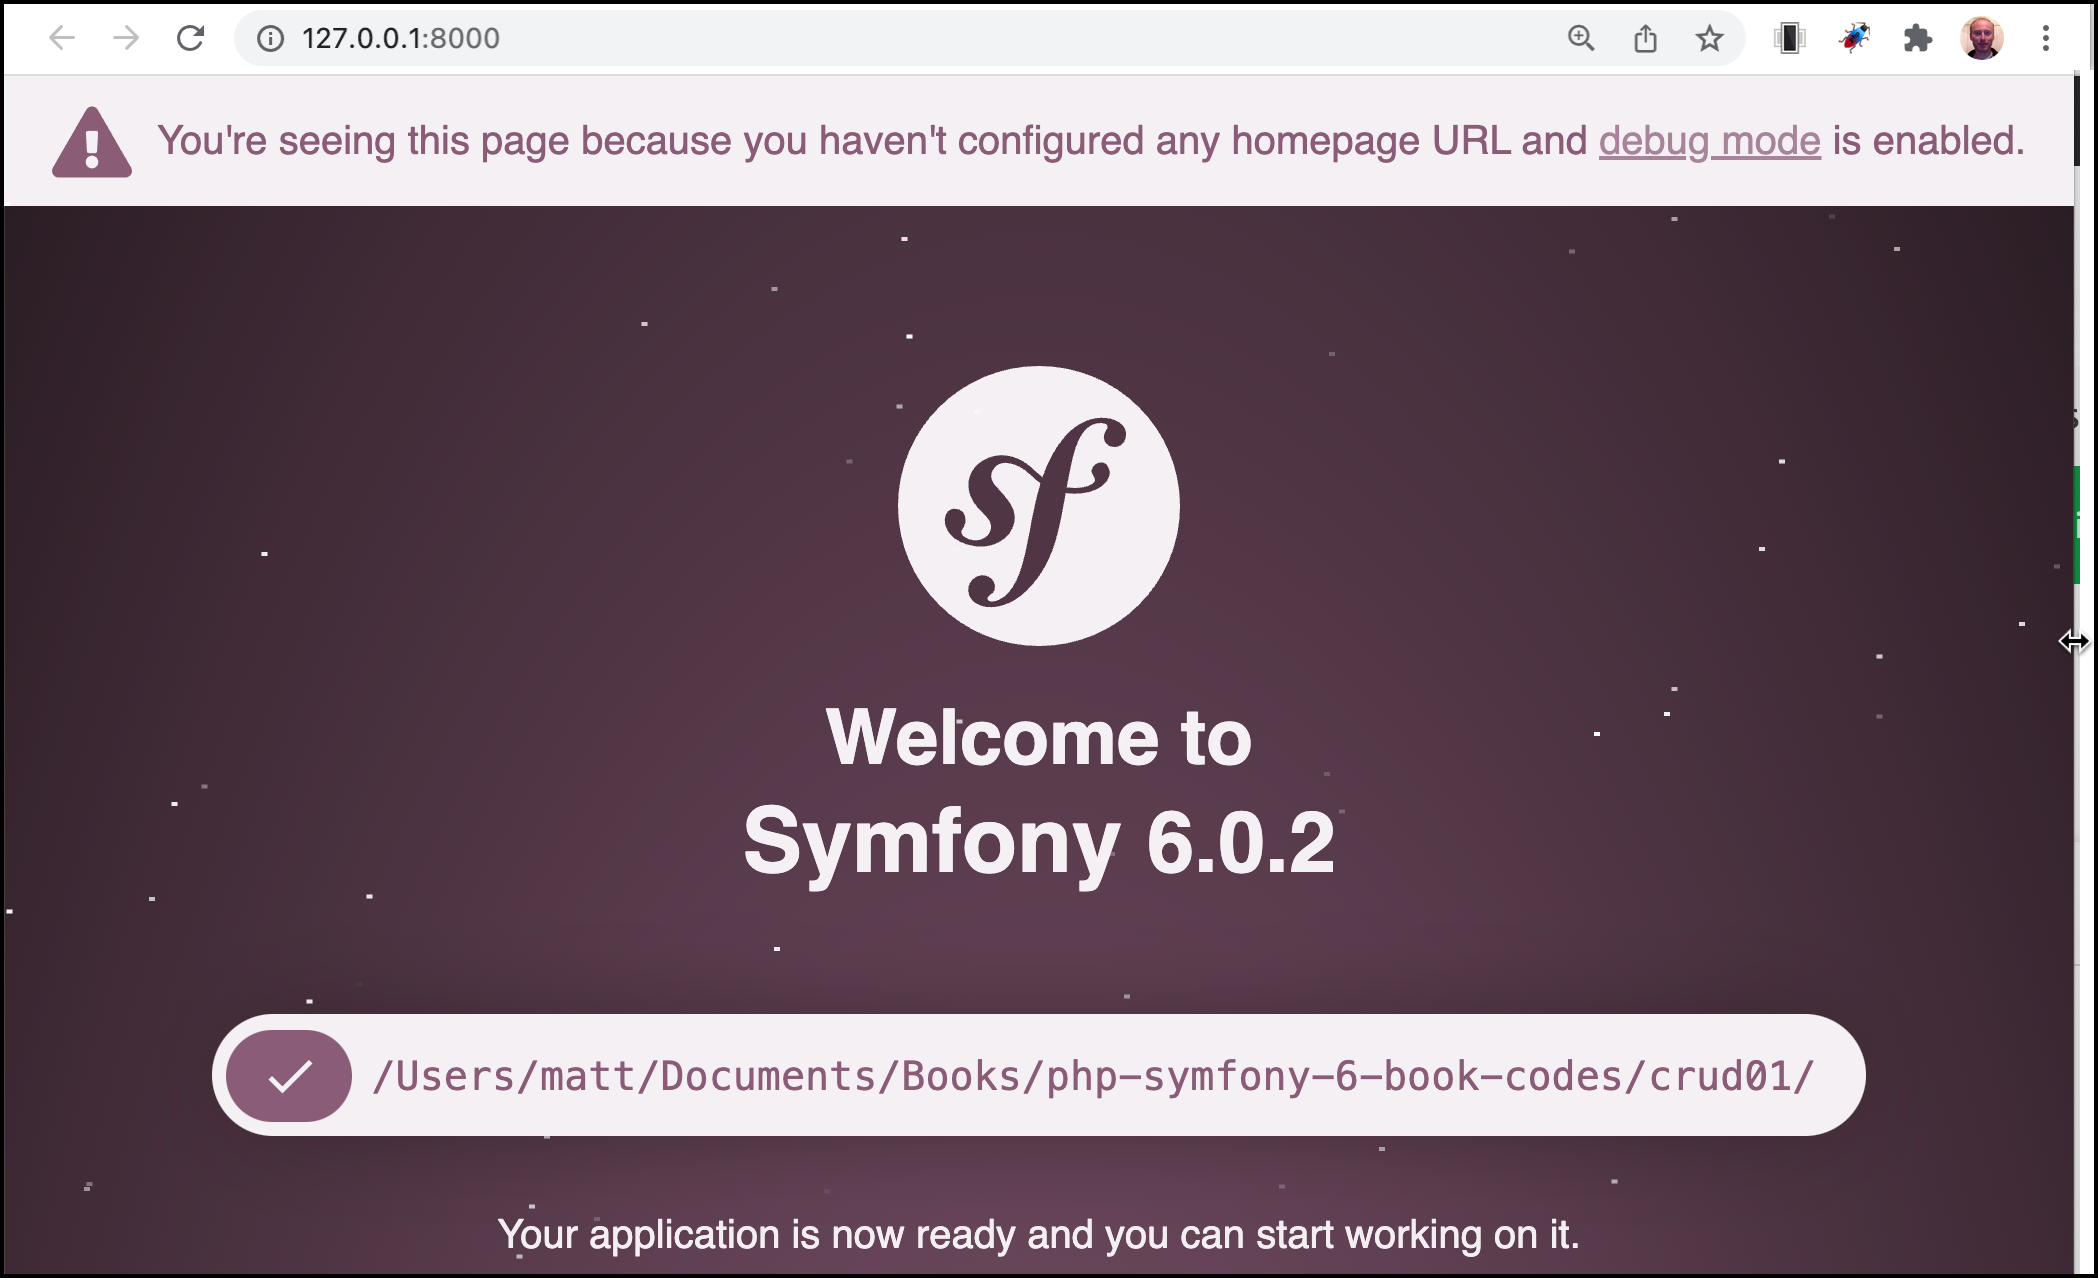 127.0.0.1:8000
You're seeing this page because you haven't configured any homepage URL and debug mode is enabled.
sf
Welcome to
Symfony 6.0.2
/Users/matt/Documents/Books/php-symfony-6-book-codes/crud01/
Your application is now ready and you can start working on it.